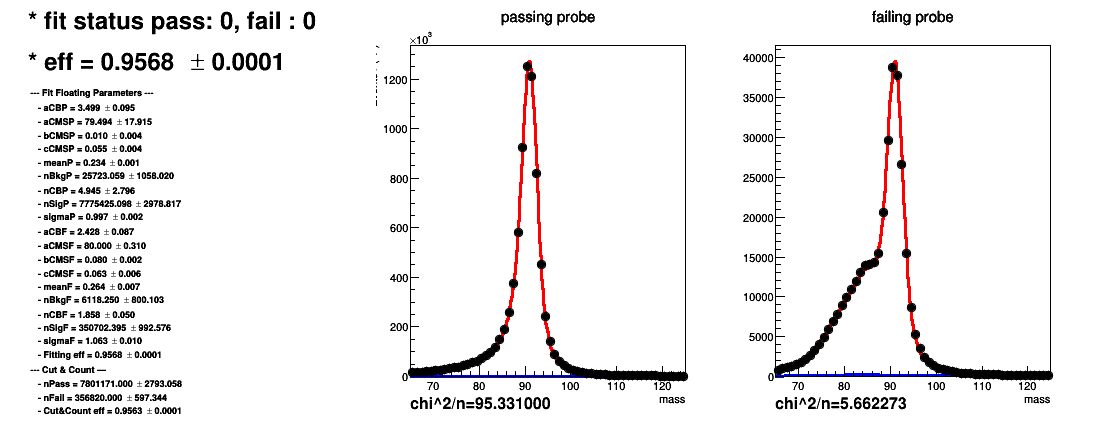 * fit status pass: 0, fail : 0
* eff = 0.9568 ± 0.0001
--- Fit Floating Parameters ---
- aCBP = 3.499 ± 0.095
- aCMSP = 79.494 ± 17.915
- bCMSP = 0.010 ± 0.004
- cCMSP = 0.055 ± 0.004
- meanP = 0.234 ± 0.001
- nBkgP = 25723.059 ± 1058.020
- nCBP = 4.945 ± 2.796
- nSigP = 7775425.098 ± 2978.817
- sigmaP = 0.997 ± 0.002
- aCBF = 2.428 ± 0.087
- aCMSF = 80.000 ± 0.310
- bCMSF = 0.080 ± 0.002
- cCMSF = 0.063 ± 0.006
- meanF = 0.264 ± 0.007
- nBkgF = 6118.250 ± 800.103
- nCBF = 1.858 ± 0.050
- nSigF = 350702.395 ± 992.576
- sigmaF = 1.063 ± 0.010
- Fitting eff = 0.9568 ± 0.0001
--- Cut & Count ---
- nPass = 7801171.000 ± 2793.058
- nFail = 356820.000 ± 597.344
- Cut&Count eff = 0.9563 ± 0.0001
passing probe
×10³
1200
1000
800
600
400
200
0
70 80 90 100 110 120
mass
chi^2/n=95.331000
failing probe
40000
35000
30000
25000
20000
15000
10000
5000
0
70 80 90 100 110 120
mass
chi^2/n=5.662273